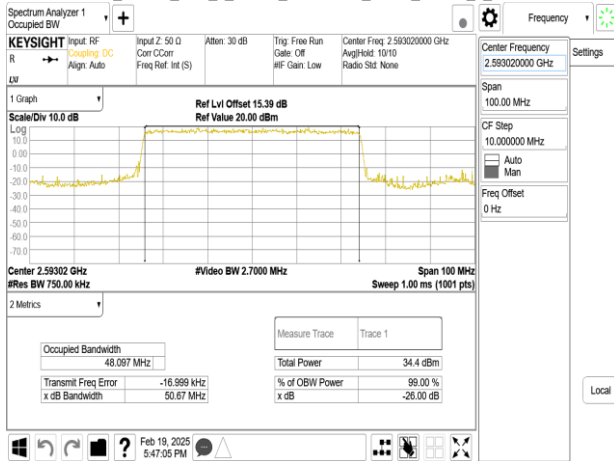 Spectrum Analyzer 1
Occupied BW
+
Frequency
KEYSIGHT
R
LXI
Input: RF
Coupling: DC
Align: Auto
Input Z: 50 Ω
Corr CCorr
Freq Ref: Int (S)
Atten: 30 dB
Trig: Free Run
Gate: Off
#IF Gain: Low
Center Freq: 2.593020000 GHz
Avg|Hold: 10/10
Radio Std: None
Center Frequency
2.593020000 GHz
Settings
Span
100.00 MHz
CF Step
10.000000 MHz
Auto
Man
Freq Offset
0 Hz
Local
1 Graph
Scale/Div 10.0 dB
Ref Lvl Offset 15.39 dB
Ref Value 20.00 dBm
Log
10.0
0.00
-10.0
-20.0
-30.0
-40.0
-50.0
-60.0
-70.0
Center 2.59302 GHz
#Video BW 2.7000 MHz
Span 100 MHz
#Res BW 750.00 kHz
Sweep 1.00 ms (1001 pts)
2 Metrics
Measure Trace Trace 1
Occupied Bandwidth
48.097 MHz
Total Power 34.4 dBm
Transmit Freq Error -16.999 kHz
% of OBW Power 99.00 %
x dB Bandwidth 50.67 MHz
x dB -26.00 dB
?
Feb 19, 2025
5:47:05 PM